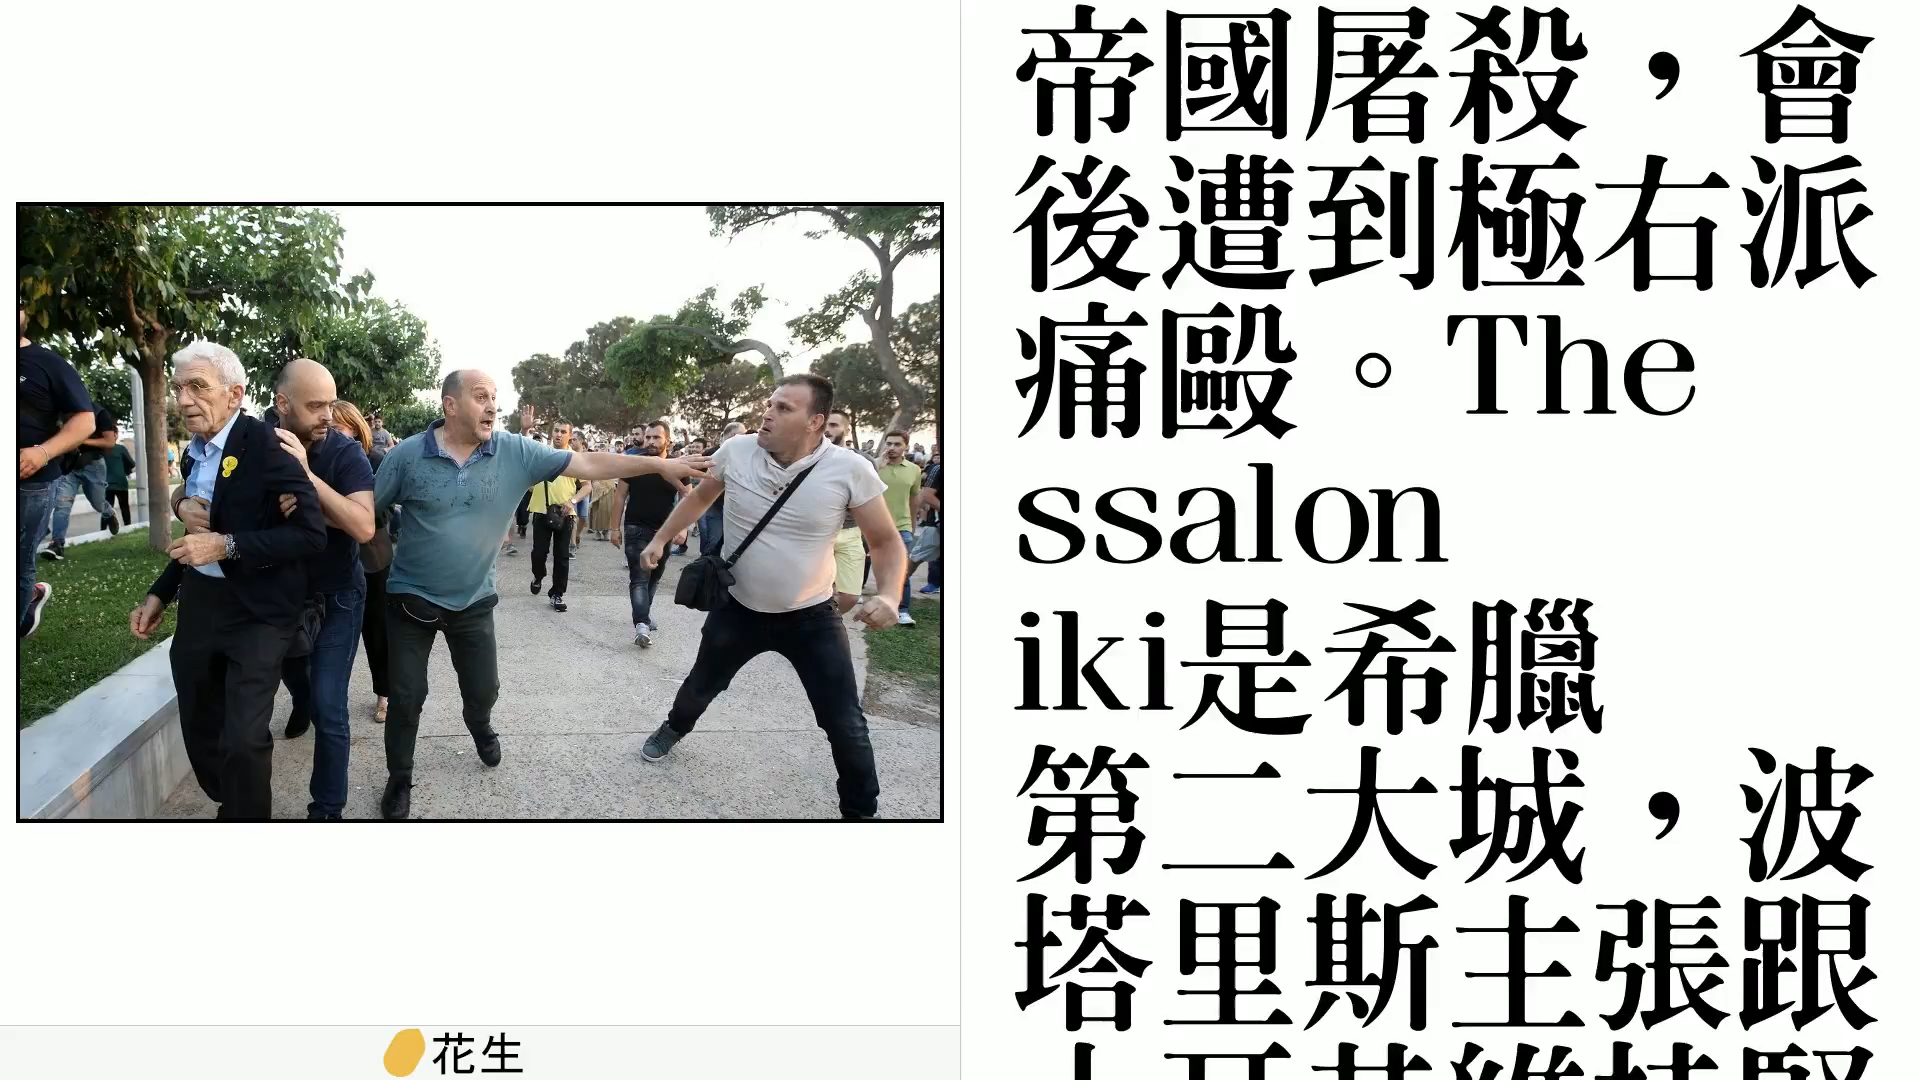 帝國屠殺，會
後遭到極右派
痛毆。The
ssalon
iki是希臘
第二大城，波
塔里斯主張跟
花生